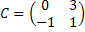 C = (0 3
−1 1)